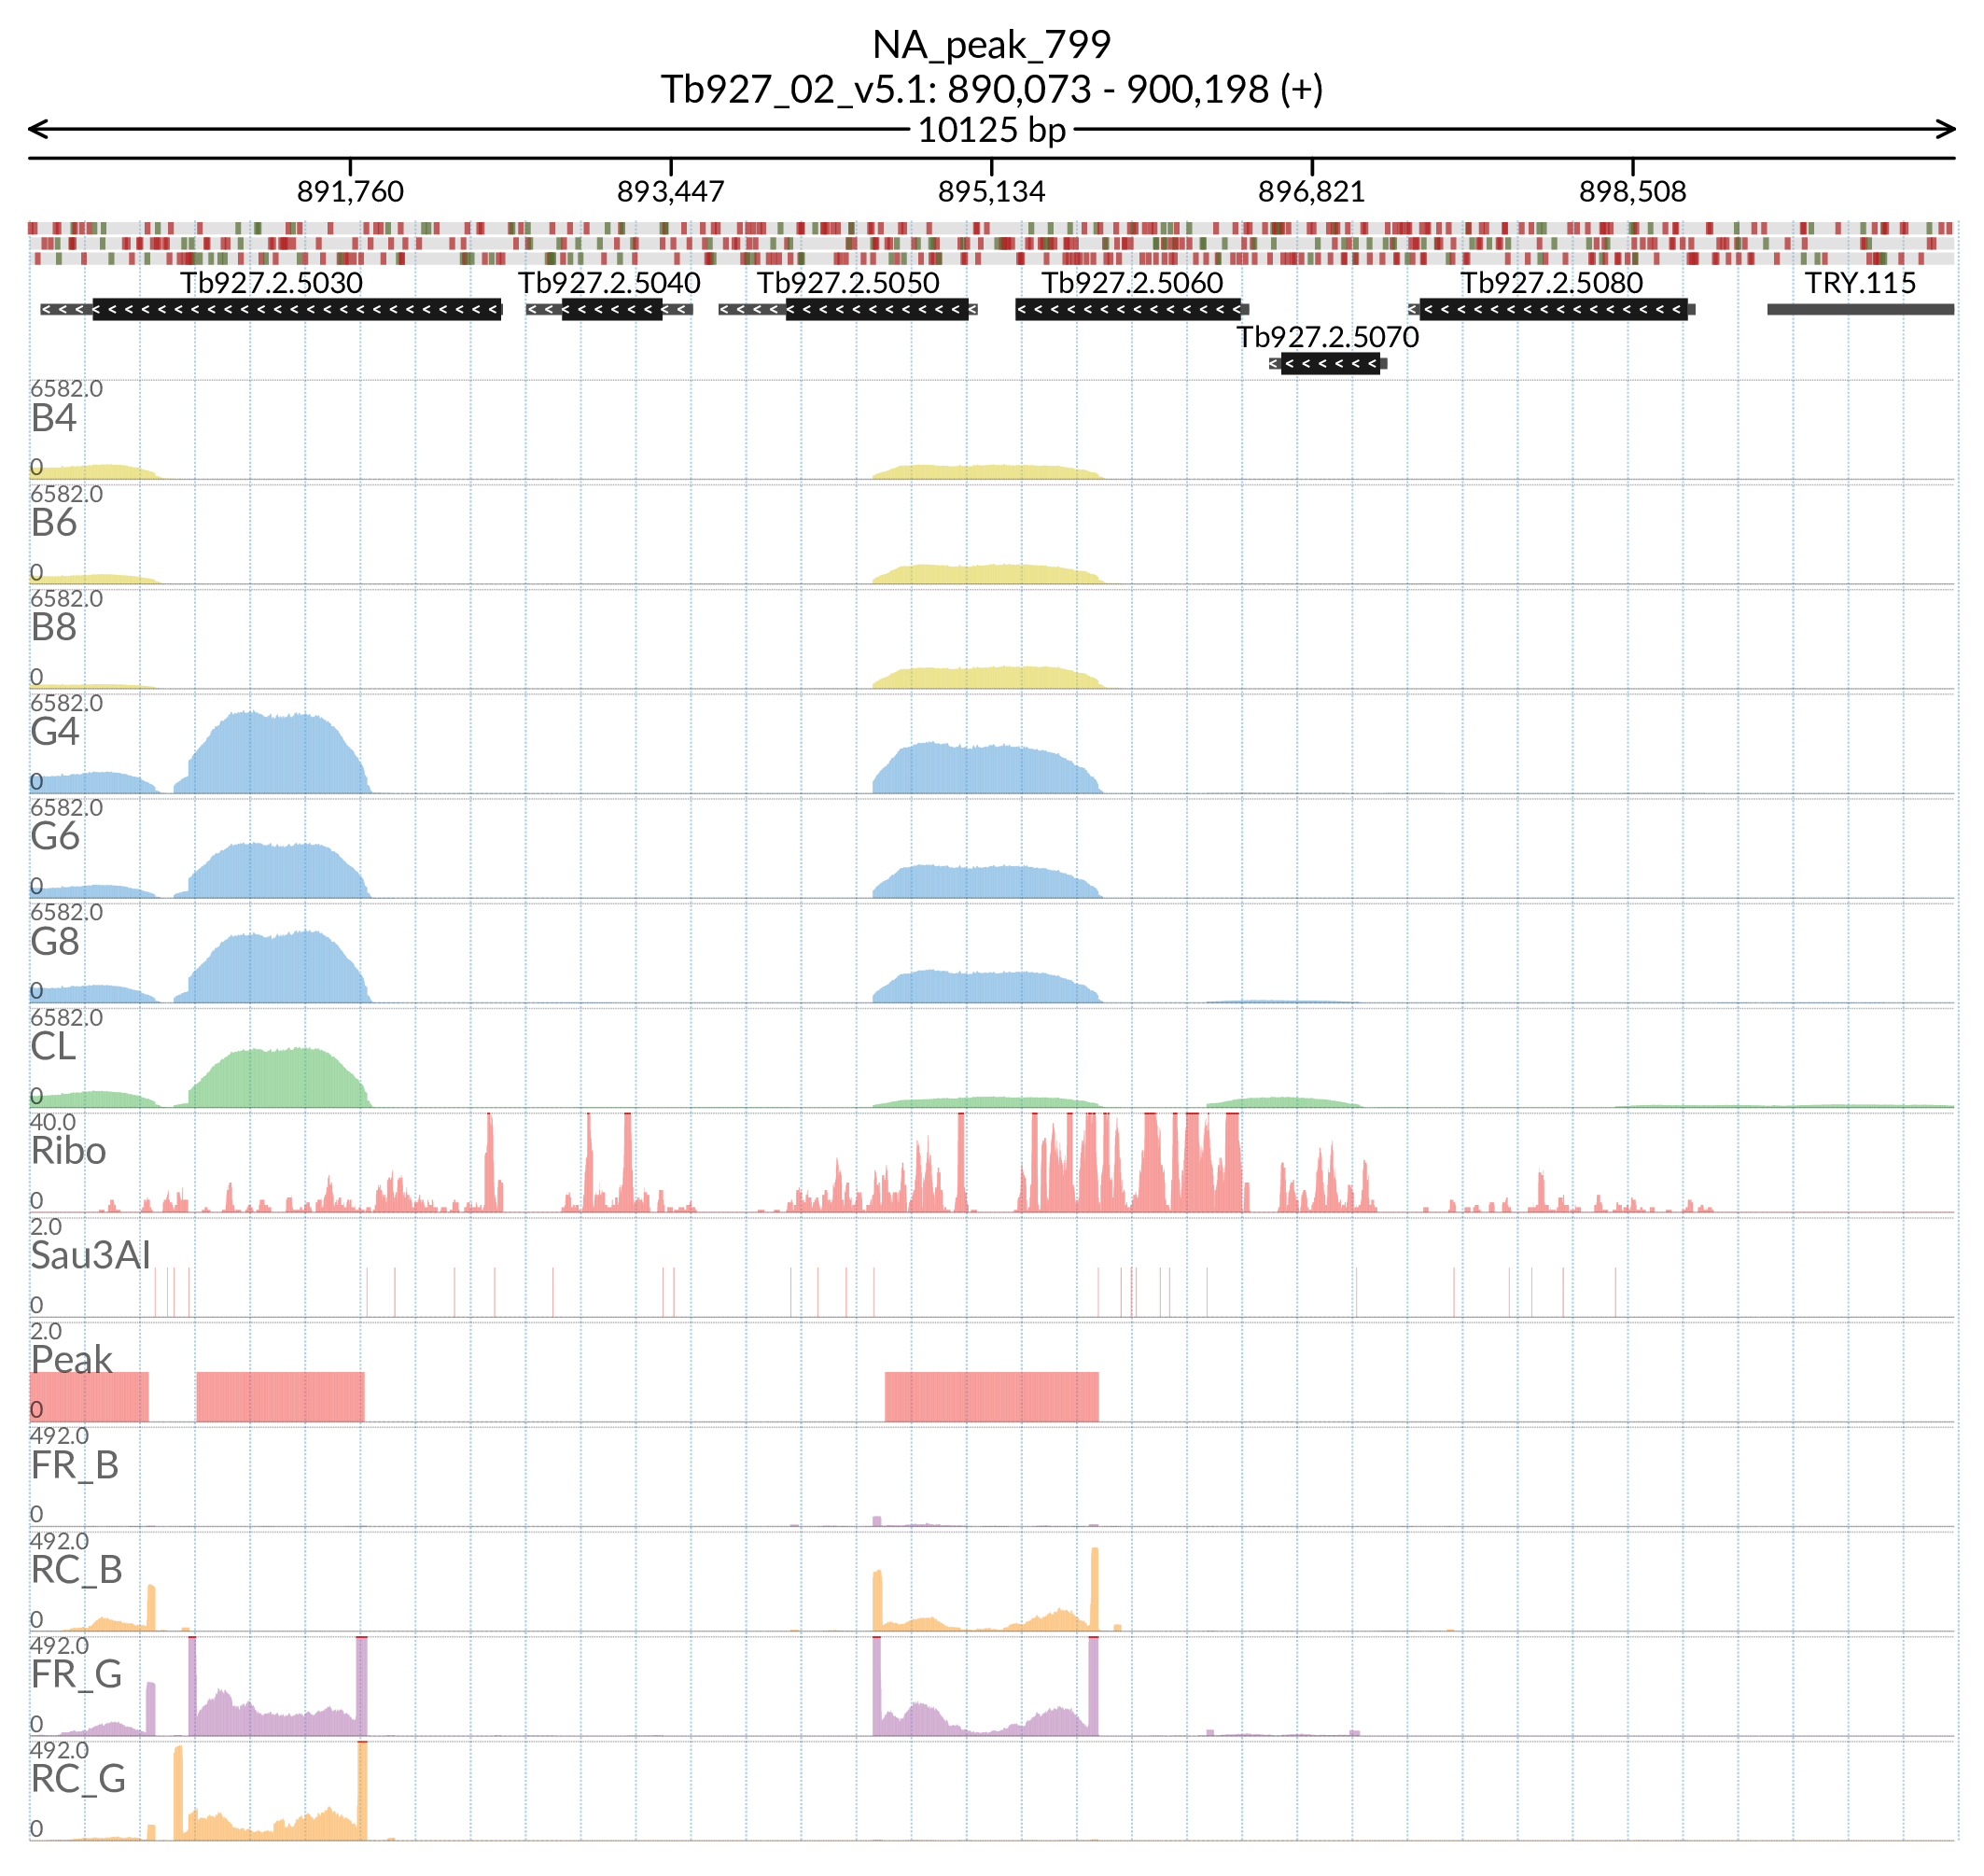 NA_peak_799
Tb927_02_v5.1: 890,073 - 900,198 (+)
10125 bp
891,760 893,447 895,134 896,821 898,508
Tb927.2.5030 Tb927.2.5040 Tb927.2.5050 Tb927.2.5060 Tb927.2.5080 TRY.115
Tb927.2.5070
6582.0
B4
0
6582.0
B6
0
6582.0
B8
0
6582.0
G4
0
6582.0
G6
0
6582.0
G8
0
6582.0
CL
0
40.0
Ribo
0
2.0
Sau3AI
0
2.0
Peak
0
492.0
FR_B
0
492.0
RC_B
0
492.0
FR_G
0
492.0
RC_G
0